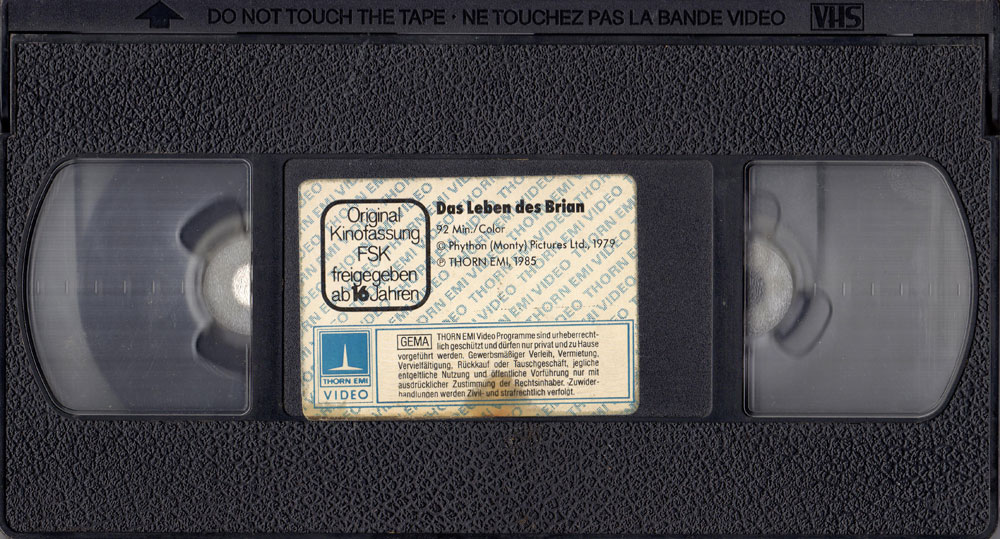 DO NOT TOUCH THE TAPE · NE TOUCHEZ PAS LA BANDE VIDEO VHS
Original
Kinofassung
FSK
freigegeben
ab 16 Jahren
Das Leben des Brian
92 Min./Color
© Phython (Monty) Pictures Ltd., 1979
℗ THORN EMI, 1985
THORN EMI
VIDEO
GEMA THORN EMI Video Programme sind urheberrecht-
lich geschützt und dürfen nur privat und zu Hause
vorgeführt werden. Gewerbsmäßiger Verleih, Vermietung,
Vervielfältigung, Rückkauf oder Tauschgeschäft, jegliche
entgeltliche Nutzung und öffentliche Vorführung nur mit
ausdrücklicher Zustimmung der Rechtsinhaber. Zuwider-
handlungen werden Zivil- und strafrechtlich verfolgt.